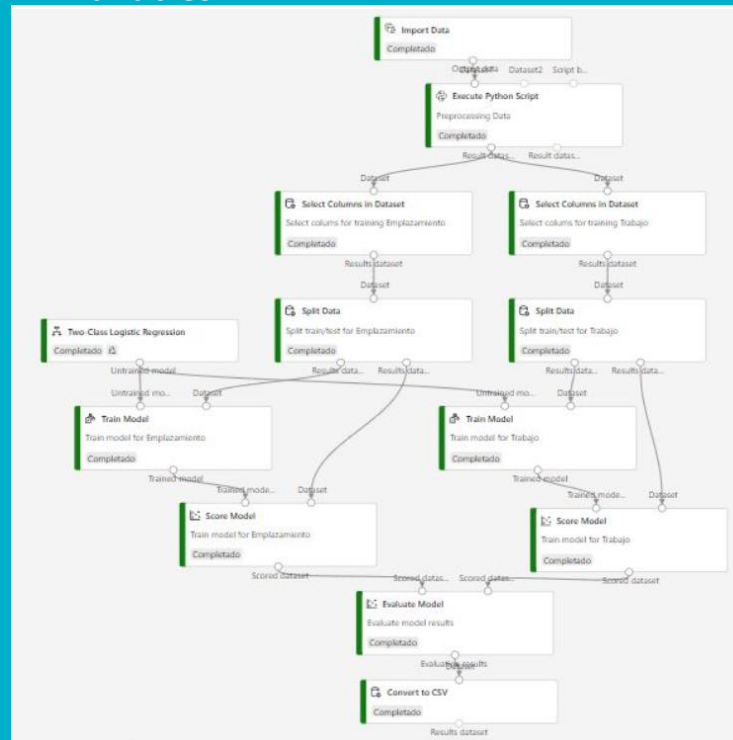 Import Data
Completado
Output data
Dataset1 Dataset2 Script b...
Execute Python Script
Preprocessing Data
Completado
Result datas... Result datas...
Dataset Dataset
Select Columns in Dataset
Select colums for training Emplazamiento
Completado
Results dataset
Select Columns in Dataset
Select colums for training Trabajo
Completado
Results dataset
Dataset Dataset
Split Data
Split train/test for Emplazamiento
Completado
Results data... Results data...
Split Data
Split train/test for Trabajo
Completado
Results data... Results data...
Two-Class Logistic Regression
Completado
Untrained model
Untrained mo... Dataset
Train Model
Train model for Emplazamiento
Completado
Trained model
Untrained mo... Dataset
Train Model
Train model for Trabajo
Completado
Trained model
Trained mode... Dataset
Score Model
Train model for Emplazamiento
Completado
Scored dataset
Trained mode... Dataset
Score Model
Train model for Trabajo
Completado
Scored dataset
Scored datas... Scored datas...
Evaluate Model
Evaluate model results
Completado
Evaluation results
Dataset
Convert to CSV
Completado
Results dataset